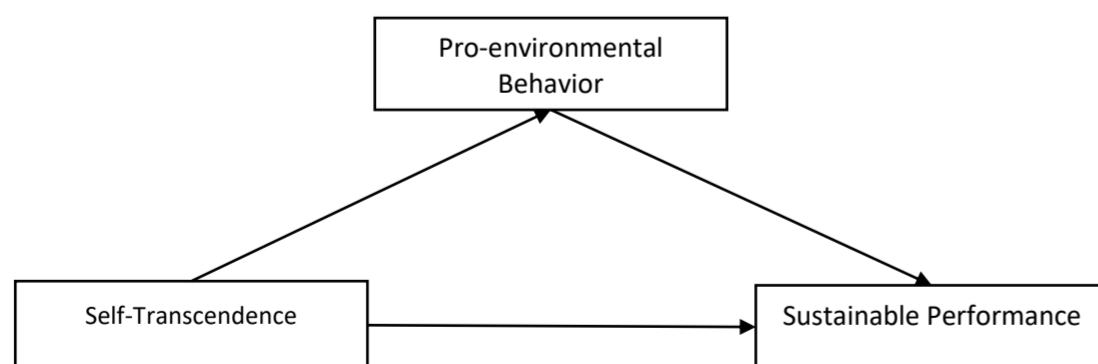 Pro-environmental
Behavior
Self-Transcendence
Sustainable Performance